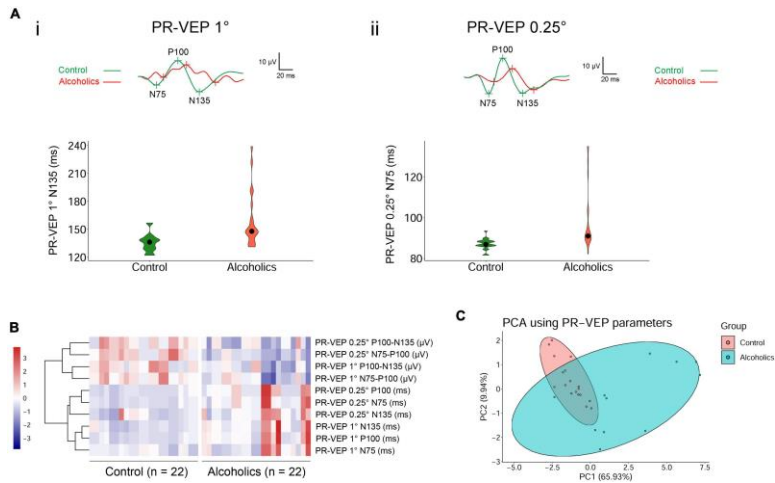 A
i
PR-VEP 1°
P100
Control
Alcoholics
N75
N135
10 µV
20 ms
PR-VEP 1° N135 (ms)
240
210
180
150
120
Control
Alcoholics
ii
PR-VEP 0.25°
P100
Control
Alcoholics
N75
N135
10 µV
20 ms
PR-VEP 0.25° N75 (ms)
120
100
80
Control
Alcoholics
B
3
2
1
0
-1
-2
-3
PR-VEP 0.25° P100-N135 (µV)
PR-VEP 0.25° N75-P100 (µV)
PR-VEP 1° P100-N135 (µV)
PR-VEP 1° N75-P100 (µV)
PR-VEP 0.25° P100 (ms)
PR-VEP 0.25° N75 (ms)
PR-VEP 0.25° N135 (ms)
PR-VEP 1° N135 (ms)
PR-VEP 1° P100 (ms)
PR-VEP 1° N75 (ms)
Control (n = 22)
Alcoholics (n = 22)
C
PCA using PR-VEP parameters
PC2 (9.94%)
2
1
0
-1
-2
-3
-5.0
-2.5
0.0
2.5
5.0
7.5
PC1 (65.93%)
Group
Control
Alcoholics